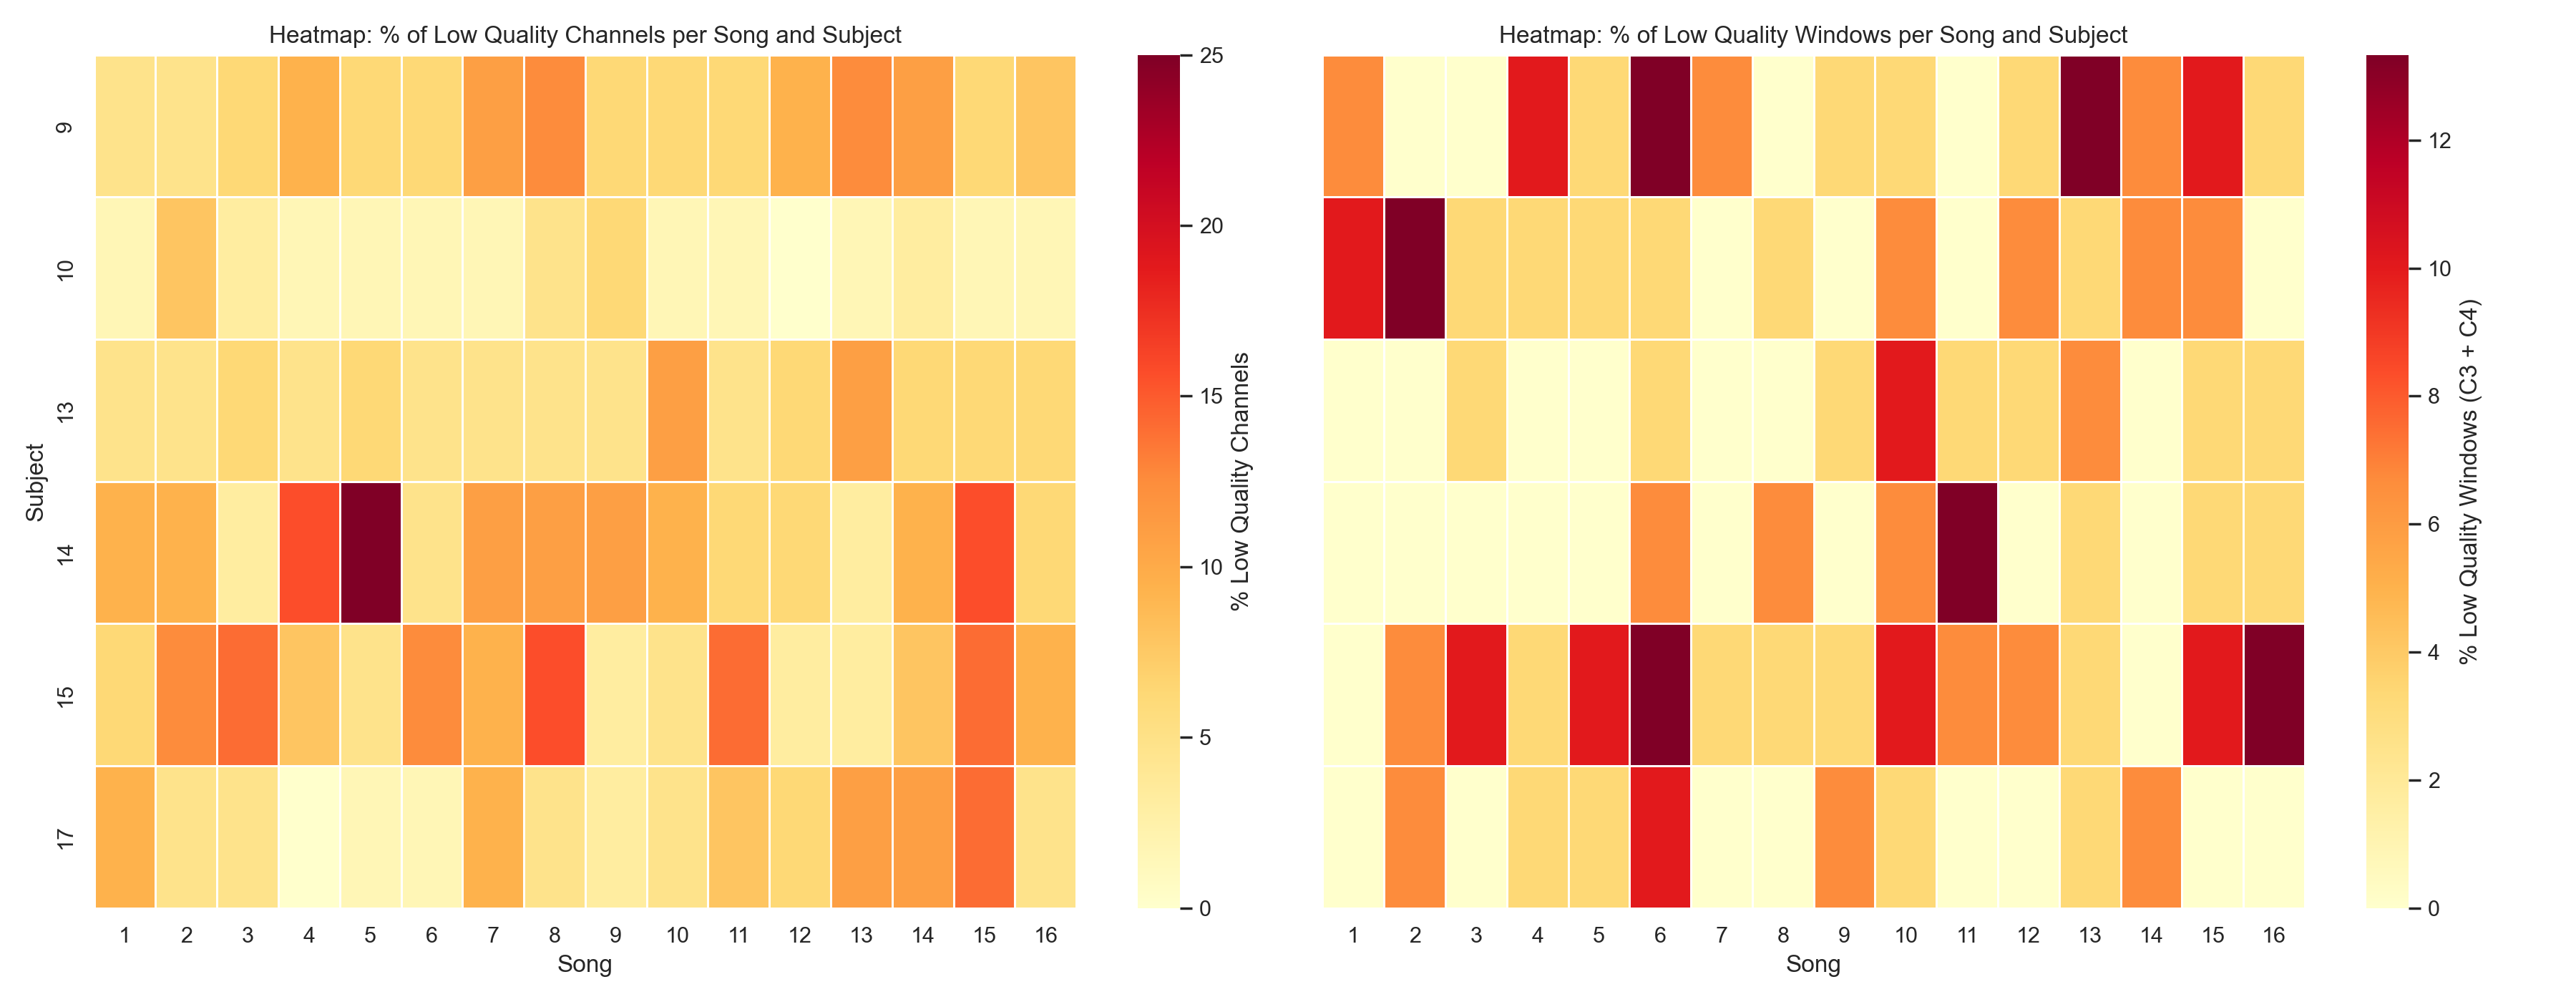 Heatmap: % of Low Quality Channels per Song and Subject
Subject
9
10
13
14
15
17
1 2 3 4 5 6 7 8 9 10 11 12 13 14 15 16
Song
25
20
15
10
5
0
% Low Quality Channels
Heatmap: % of Low Quality Windows per Song and Subject
1 2 3 4 5 6 7 8 9 10 11 12 13 14 15 16
Song
12
10
8
6
4
2
0
% Low Quality Windows (C3 + C4)